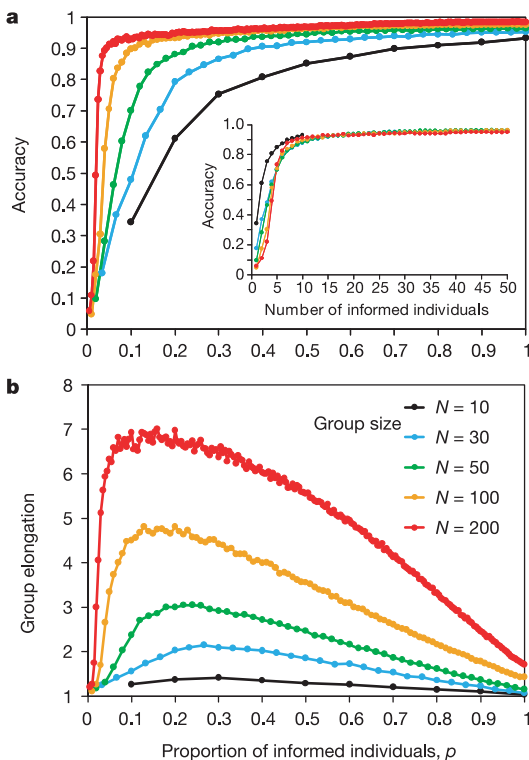 a
1
0.9
0.8
0.7
0.6
0.5
0.4
0.3
0.2
0.1
0
Accuracy
1.0
0.8
0.6
0.4
0.2
0
Accuracy
0 5 10 15 20 25 30 35 40 45 50
Number of informed individuals
0 0.1 0.2 0.3 0.4 0.5 0.6 0.7 0.8 0.9 1
b
8
7
6
5
4
3
2
1
Group elongation
Group size
N = 10
N = 30
N = 50
N = 100
N = 200
0 0.1 0.2 0.3 0.4 0.5 0.6 0.7 0.8 0.9 1
Proportion of informed individuals, p